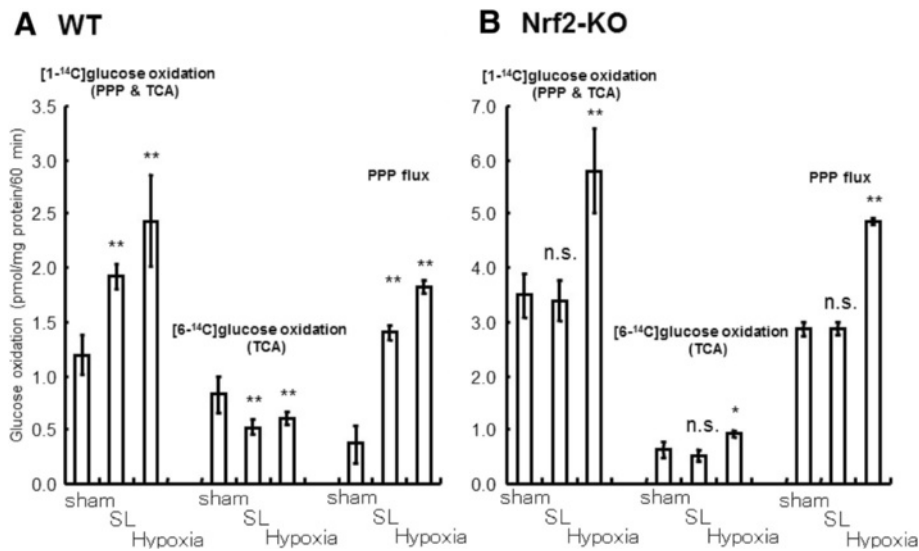 A WT
[1-¹⁴C]glucose oxidation
(PPP & TCA)
Glucose oxidation (pmol/mg protein/60 min)
3.5
3.0
2.5
2.0
1.5
1.0
0.5
0.0
**
**
[6-¹⁴C]glucose oxidation
(TCA)
**
**
PPP flux
**
**
sham
SL
Hypoxia
sham
SL
Hypoxia
sham
SL
Hypoxia
B Nrf2-KO
[1-¹⁴C]glucose oxidation
(PPP & TCA)
7.0
6.0
5.0
4.0
3.0
2.0
1.0
0.0
n.s.
**
[6-¹⁴C]glucose oxidation
(TCA)
n.s.
*
PPP flux
n.s.
**
sham
SL
Hypoxia
sham
SL
Hypoxia
sham
SL
Hypoxia